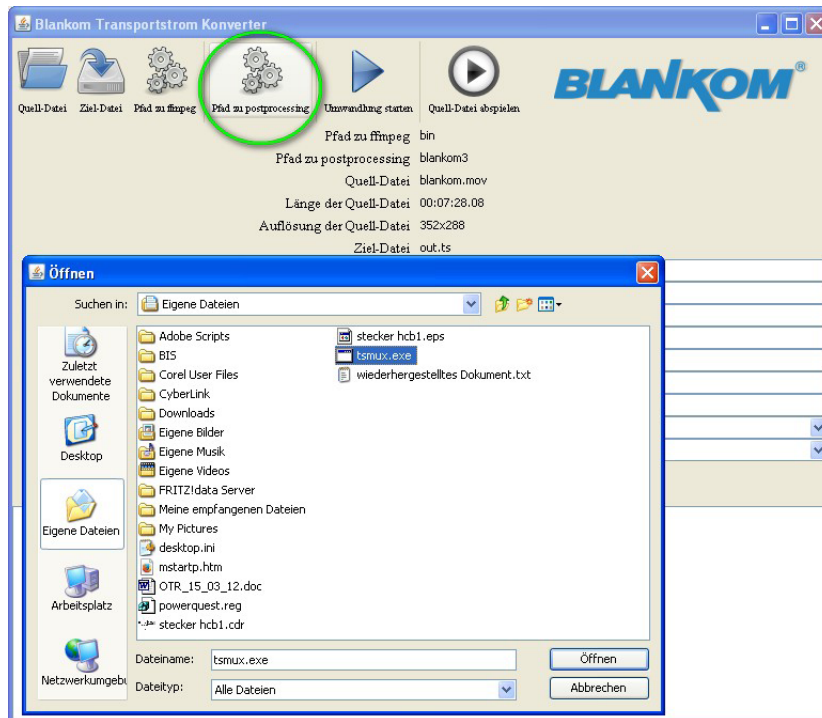 Blankom Transportstrom Konverter
Quell-Datei Ziel-Datei Pfad zu ffmpeg Pfad zu postprocessing Umwandlung starten Quell-Datei abspielen
BLANKOM®
Pfad zu ffmpeg bin
Pfad zu postprocessing blankom3
Quell-Datei blankom.mov
Länge der Quell-Datei 00:07:28.08
Auflösung der Quell-Datei 352x288
Ziel-Datei out.ts
Öffnen
Suchen in: Eigene Dateien
Zuletzt verwendete Dokumente
Desktop
Eigene Dateien
Arbeitsplatz
Netzwerkumgebu
Adobe Scripts
BIS
Corel User Files
CyberLink
Downloads
Eigene Bilder
Eigene Musik
Eigene Videos
FRITZ!data Server
Meine empfangenen Dateien
My Pictures
desktop.ini
mstartp.htm
OTR_15_03_12.doc
powerquest.reg
stecker hcb1.cdr
stecker hcb1.eps
tsmux.exe
wiederhergestelltes Dokument.txt
Dateiname: tsmux.exe Öffnen
Dateityp: Alle Dateien Abbrechen